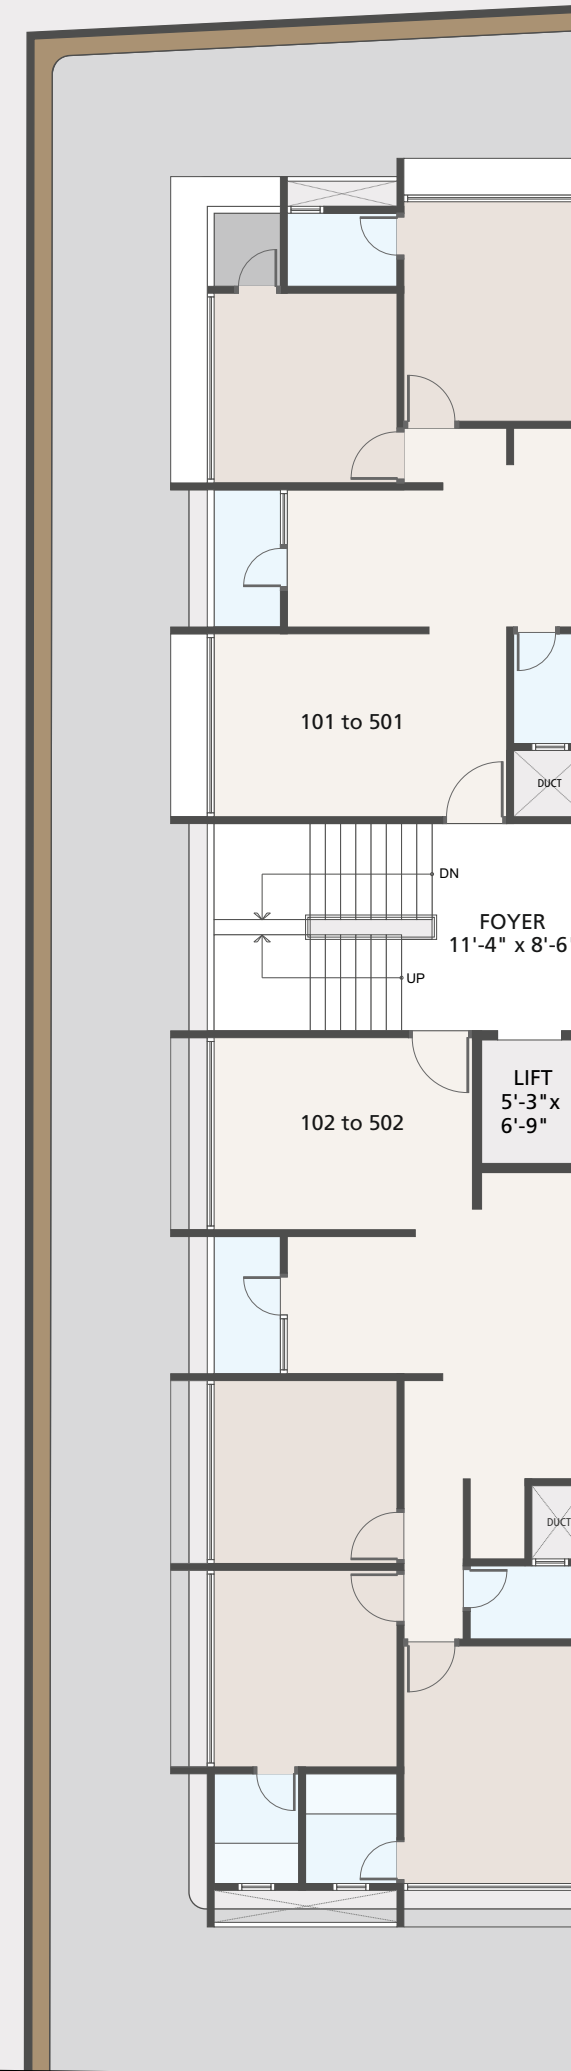 101 to 501
DUCT
DN
FOYER
11'-4" x 8'-6
UP
LIFT
5'-3"x
6'-9"
102 to 502
DUCT